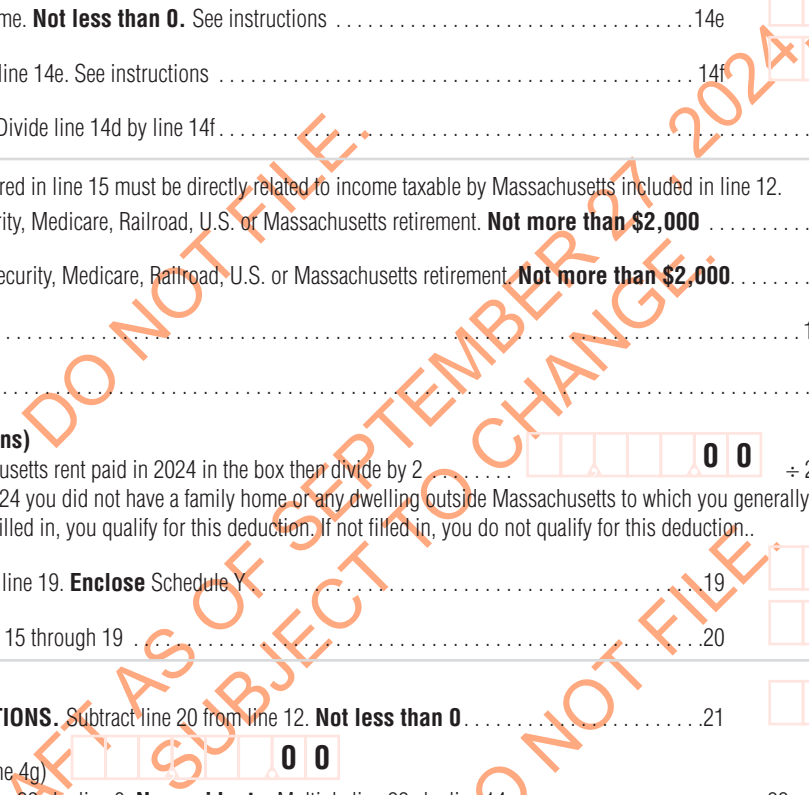 me. Not less than 0. See instructions . . . . . . . . . . . . . . . . . . . . . . . . . . . . . . . . . . . . . . . .14e
line 14e. See instructions . . . . . . . . . . . . . . . . . . . . . . . . . . . . . . . . . . . . . . . . . . . . . . . . . . . . . 14f
Divide line 14d by line 14f. . . . . . . . . . . . . . . . . . . . . . . . . . . . . . . . . . . . . . . . . . . . . . . . . . . . . . . . . . . . . . . . .
red in line 15 must be directly related to income taxable by Massachusetts included in line 12.
rity, Medicare, Railroad, U.S. or Massachusetts retirement. Not more than $2,000 . . . . . . . . . .
ecurity, Medicare, Railroad, U.S. or Massachusetts retirement. Not more than $2,000. . . . . . . .
. . . . . . . . . . . . . . . . . . . . . . . . . . . . . . . . . . . . . . . . . . . . . . . . . . . . . . . . . . . . . . . . . . . . . . . . . . . . . . . . . . . . . . . . .1
. . . . . . . . . . . . . . . . . . . . . . . . . . . . . . . . . . . . . . . . . . . . . . . . . . . . . . . . . . . . . . . . . . . . . . . . . . . . . . . . . . . . . . . . .
ns)
usetts rent paid in 2024 in the box then divide by 2 . . . . . . . . 0 0 ÷ 2
24 you did not have a family home or any dwelling outside Massachusetts to which you generally
illed in, you qualify for this deduction. If not filled in, you do not qualify for this deduction..
line 19. Enclose Schedule Y . . . . . . . . . . . . . . . . . . . . . . . . . . . . . . . . . . . . . . . . . . . . . . . . . . .19
15 through 19 . . . . . . . . . . . . . . . . . . . . . . . . . . . . . . . . . . . . . . . . . . . . . . . . . . . . . . . . . . . . . . . .20
TIONS. Subtract line 20 from line 12. Not less than 0. . . . . . . . . . . . . . . . . . . . . . . . . . .21
0 0
ne 4g)
DO NOT FILE.
AFT AS OF SEPTEMBER 27, 2024.
SUBJECT TO CHANGE.
O NOT FILE.